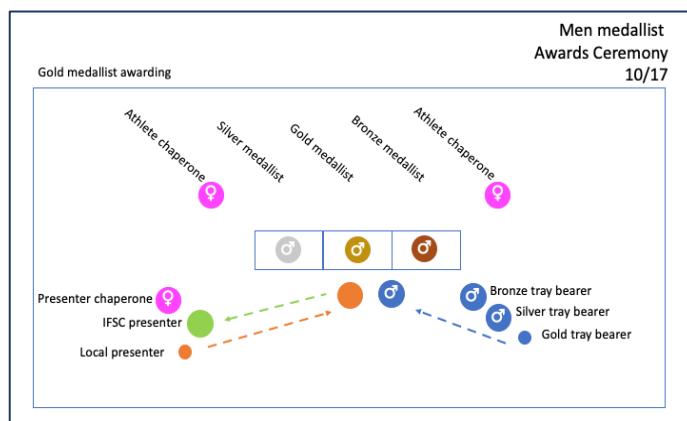 Men medallist
Awards Ceremony
10/17
Gold medallist awarding
Athlete chaperone
Silver medallist
Gold medallist
Bronze medallist
Athlete chaperone
Presenter chaperone
IFSC presenter
Local presenter
Bronze tray bearer
Silver tray bearer
Gold tray bearer